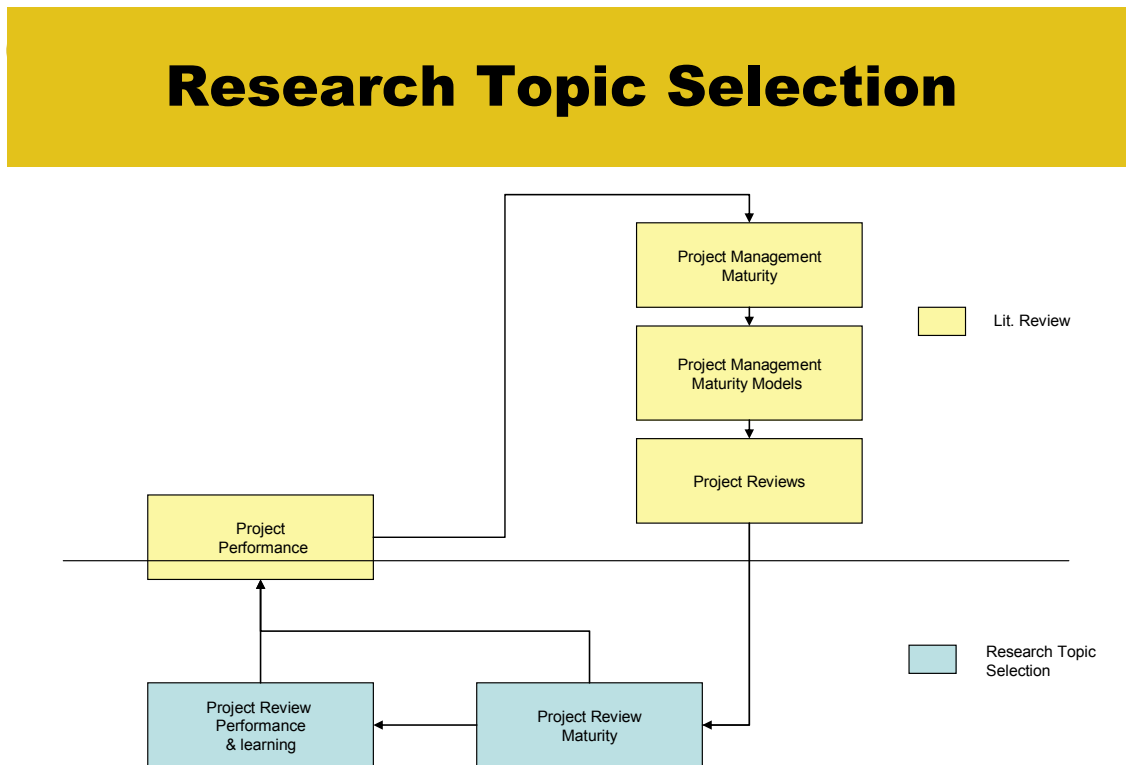 Research Topic Selection
Project Management
Maturity
Lit. Review
Project Management
Maturity Models
Project Reviews
Project
Performance
Research Topic
Selection
Project Review
Performance
& learning
Project Review
Maturity